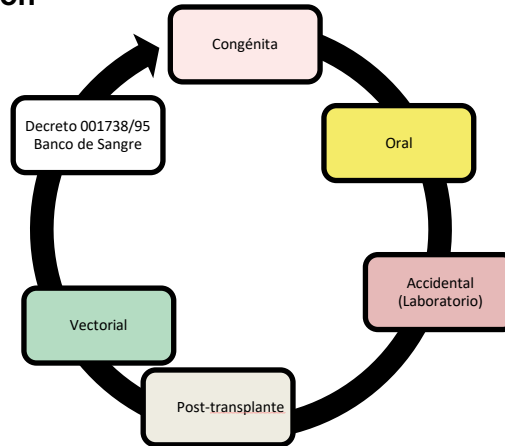 Congénita
Oral
Accidental
(Laboratorio)
Post-transplante
Vectorial
Decreto 001738/95
Banco de Sangre